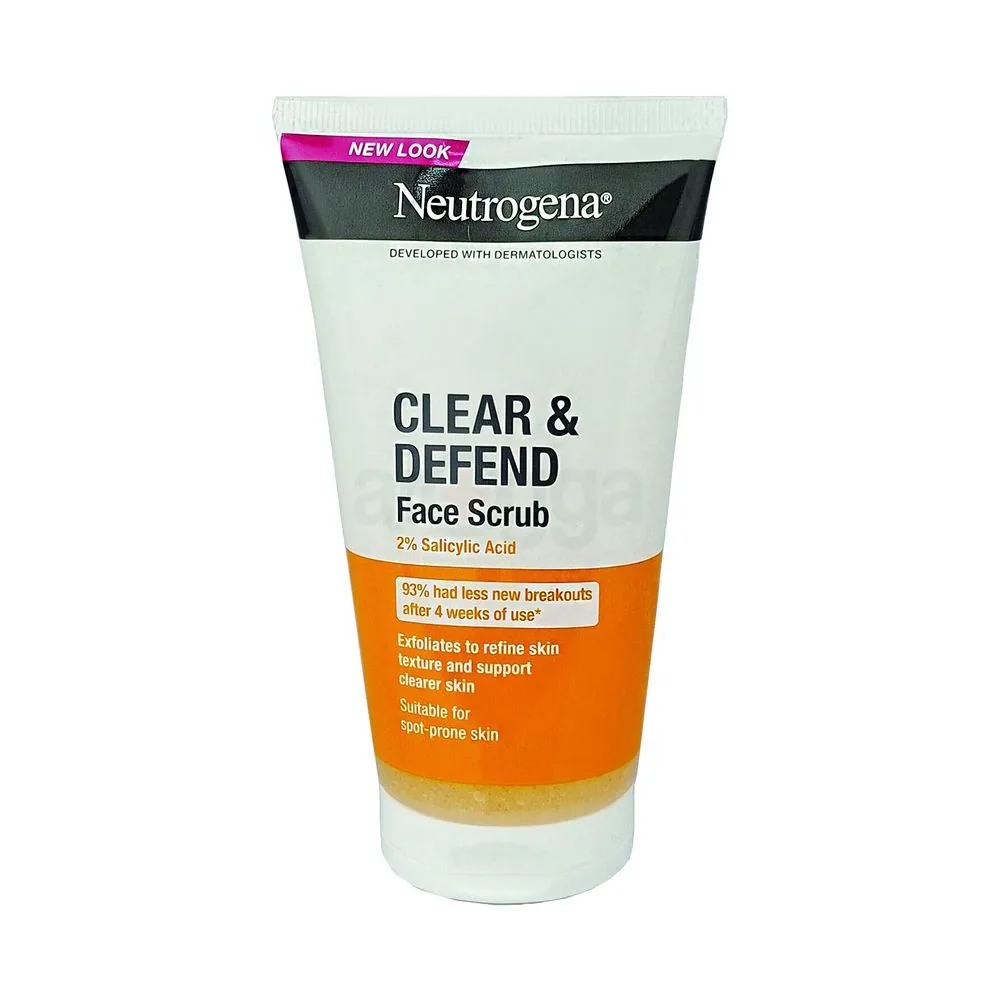 NEW LOOK
Neutrogena®
DEVELOPED WITH DERMATOLOGISTS
CLEAR &
DEFEND
Face Scrub
2% Salicylic Acid
93% had less new breakouts
after 4 weeks of use*
Exfoliates to refine skin
texture and support
clearer skin
Suitable for
spot-prone skin